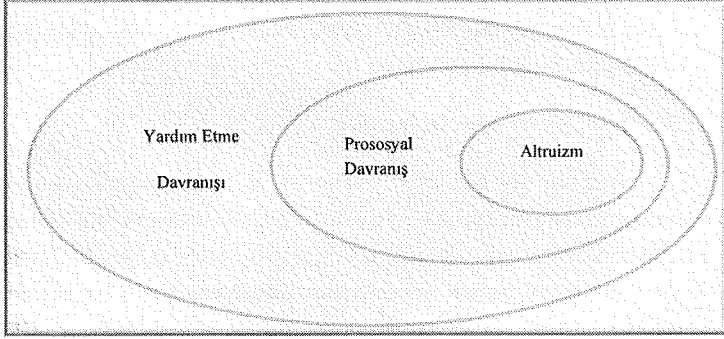 Yardım Etme
Davranışı
Prososyal
Davranış
Altruizm